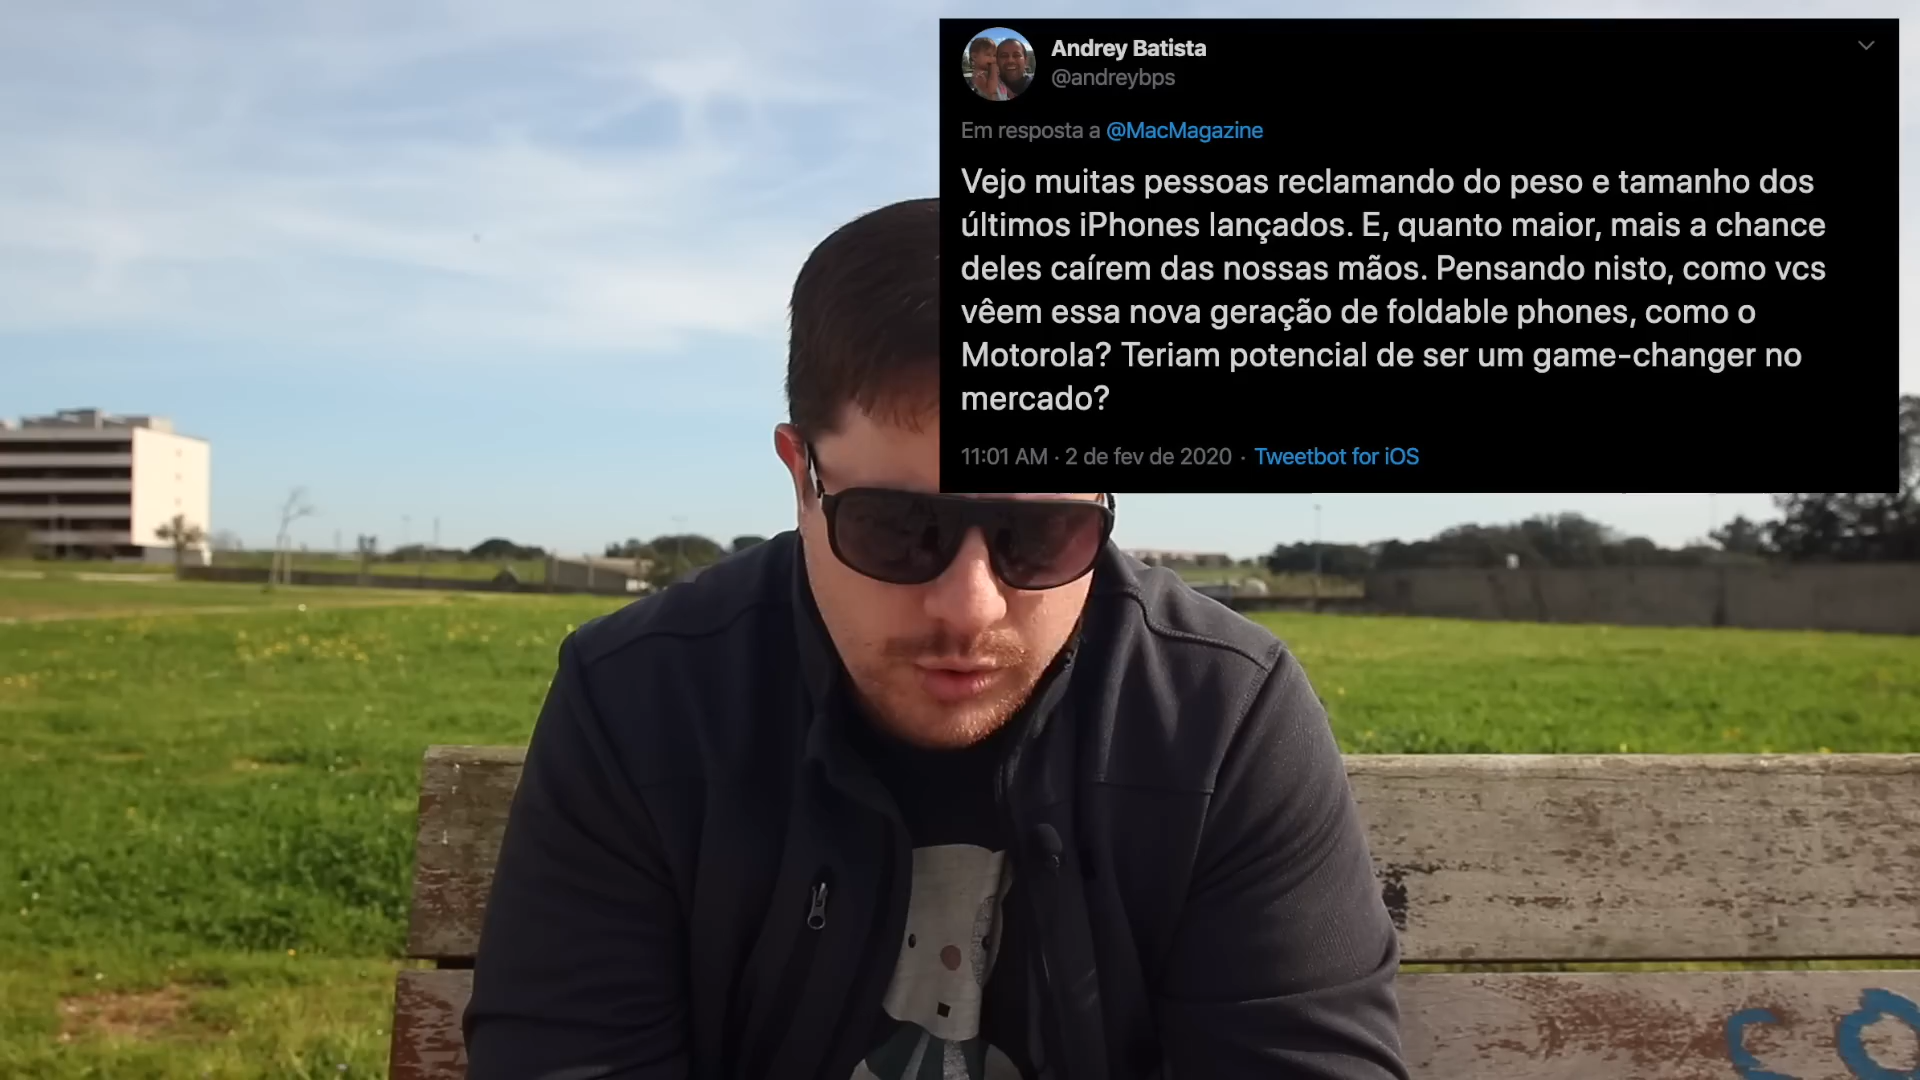 Andrey Batista
@andreybps
Em resposta a @MacMagazine
Vejo muitas pessoas reclamando do peso e tamanho dos
últimos iPhones lançados. E, quanto maior, mais a chance
deles caírem das nossas mãos. Pensando nisto, como vcs
vêem essa nova geração de foldable phones, como o
Motorola? Teriam potencial de ser um game-changer no
mercado?
11:01 AM · 2 de fev de 2020 · Tweetbot for iOS
CO